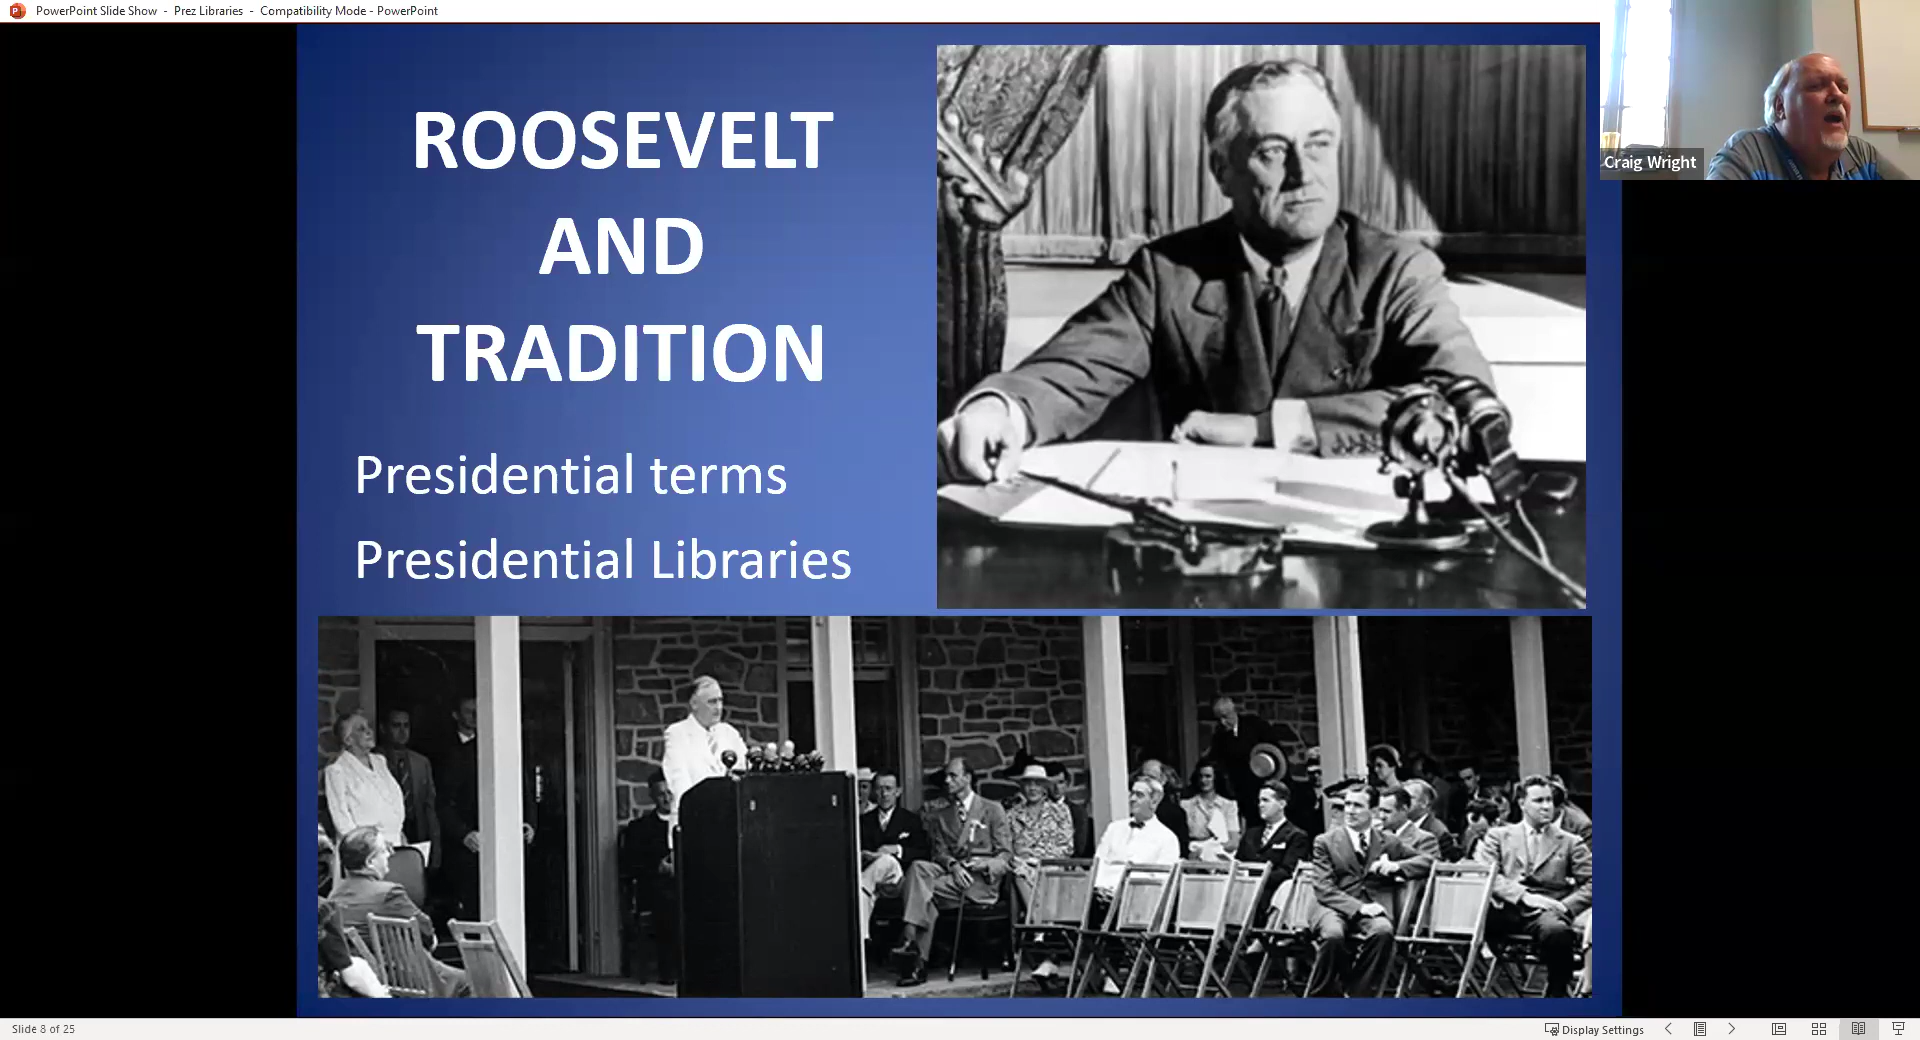 PowerPoint Slide Show - Prez Libraries - Compatibility Mode - PowerPoint
ROOSEVELT
AND
TRADITION
Presidential terms
Presidential Libraries
Craig Wright
Slide 8 of 25
Display Settings